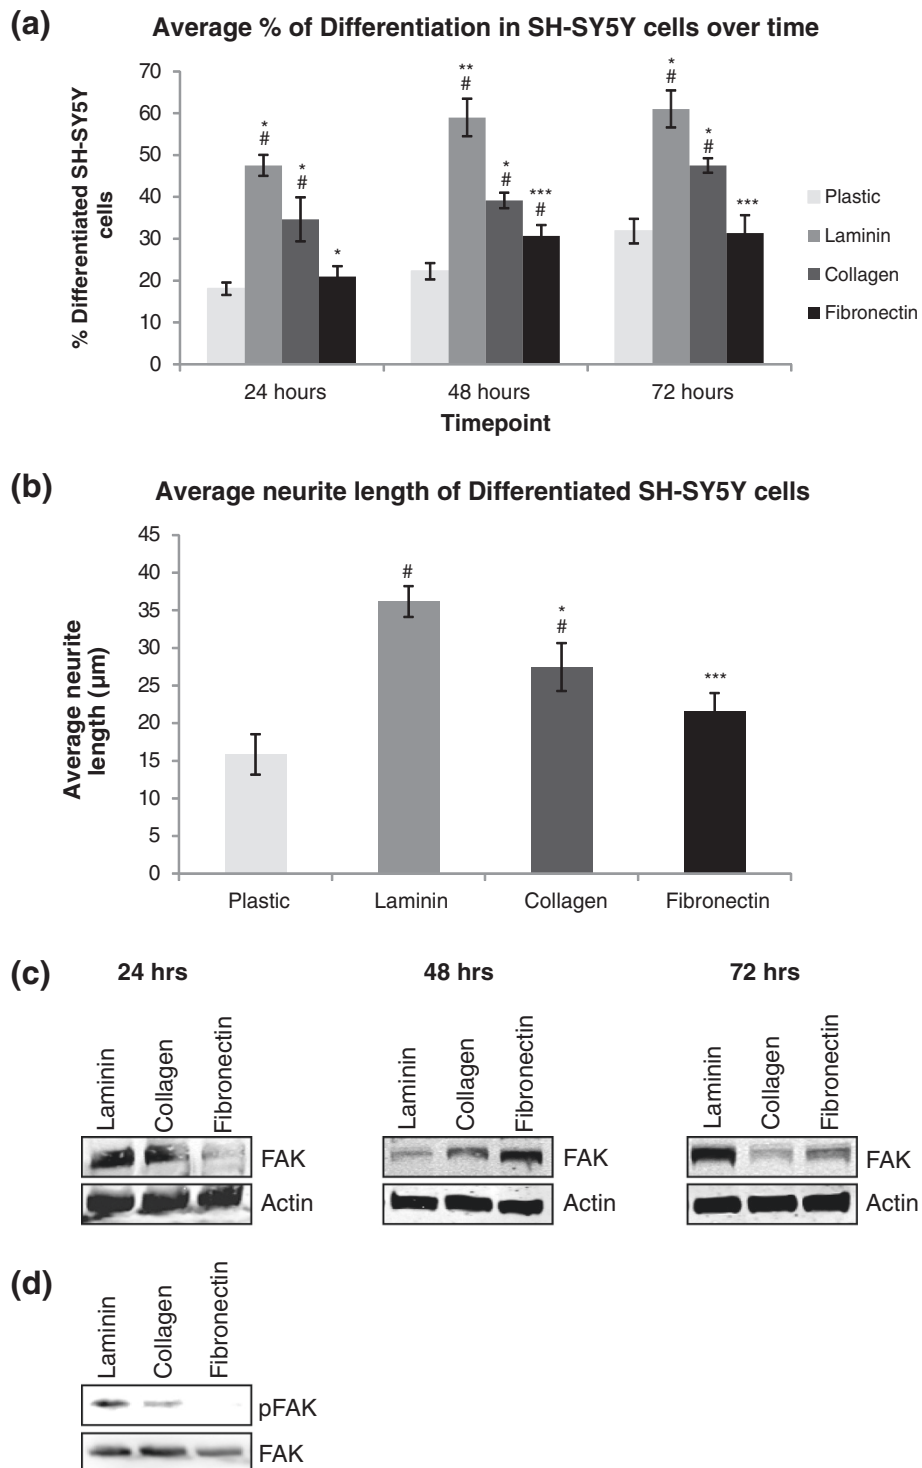 (a)
Average % of Differentiation in SH-SY5Y cells over time
% Differentiated SH-SY5Y
cells
70
60
50
40
30
20
10
0
*
#
*
#
*
**
#
*
#
***
#
*
#
*
#
***
Plastic
Laminin
Collagen
Fibronectin
24 hours
48 hours
72 hours
Timepoint
(b)
Average neurite length of Differentiated SH-SY5Y cells
Average neurite
length (μm)
45
40
35
30
25
20
15
10
5
0
#
*
#
***
Plastic
Laminin
Collagen
Fibronectin
(c)
24 hrs
48 hrs
72 hrs
Laminin
Collagen
Fibronectin
FAK
Actin
Laminin
Collagen
Fibronectin
FAK
Actin
Laminin
Collagen
Fibronectin
FAK
Actin
(d)
Laminin
Collagen
Fibronectin
pFAK
FAK